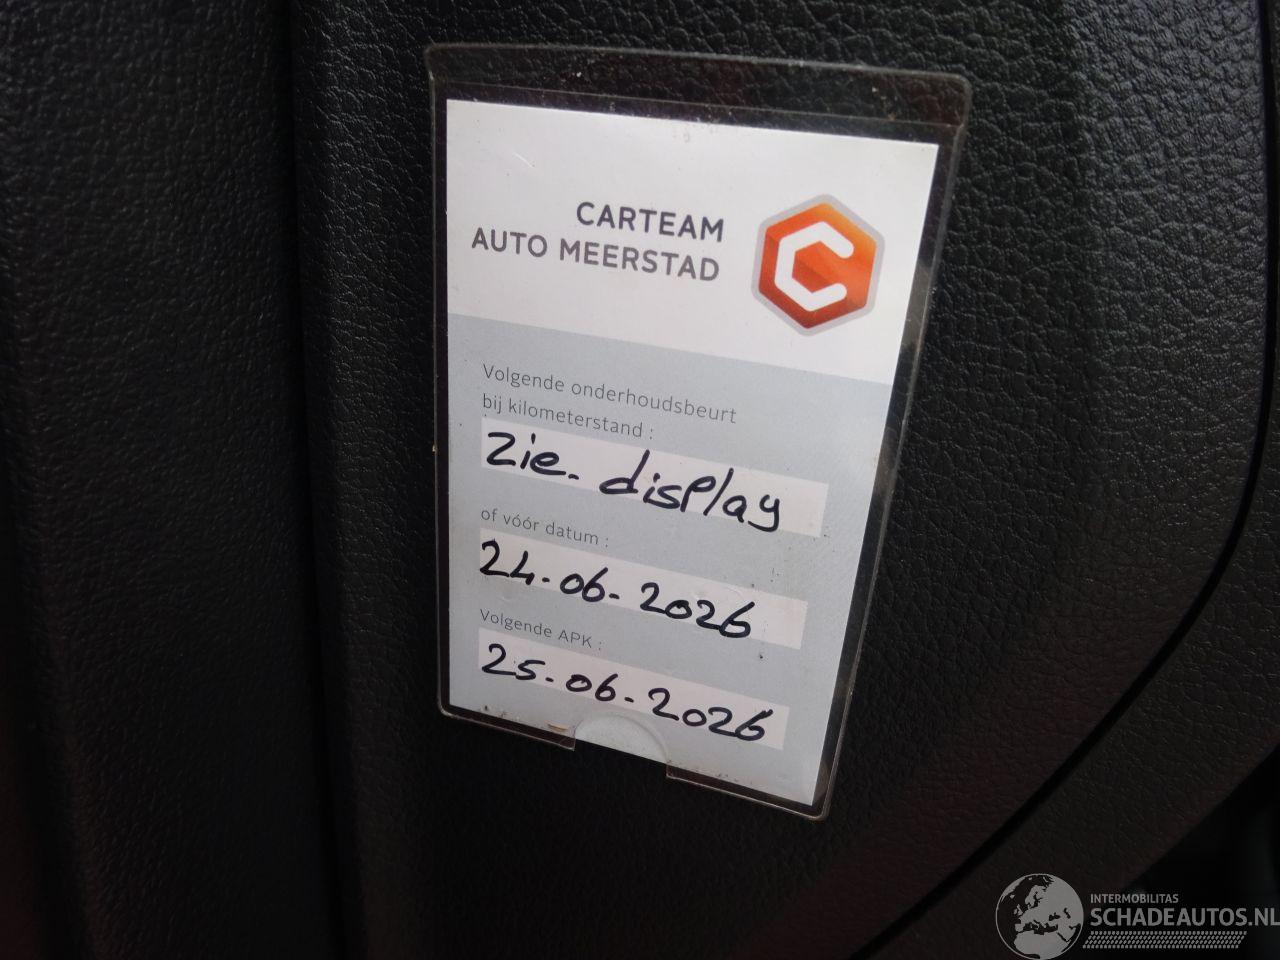 CARTEAM
AUTO MEERSTAD
Volgende onderhoudsbeurt
bij kilometerstand :
Zie. display
of vóór datum :
24-06-2026
Volgende APK :
25-06-2026
INTERMOBILITAS
SCHADEAUTOS.NL